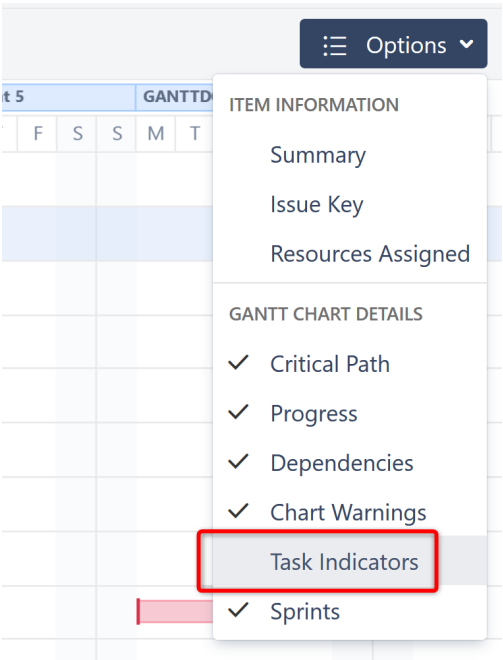 Options
t 5
GANTTD
F S S M T
ITEM INFORMATION
Summary
Issue Key
Resources Assigned
GANTT CHART DETAILS
Critical Path
Progress
Dependencies
Chart Warnings
Task Indicators
Sprints